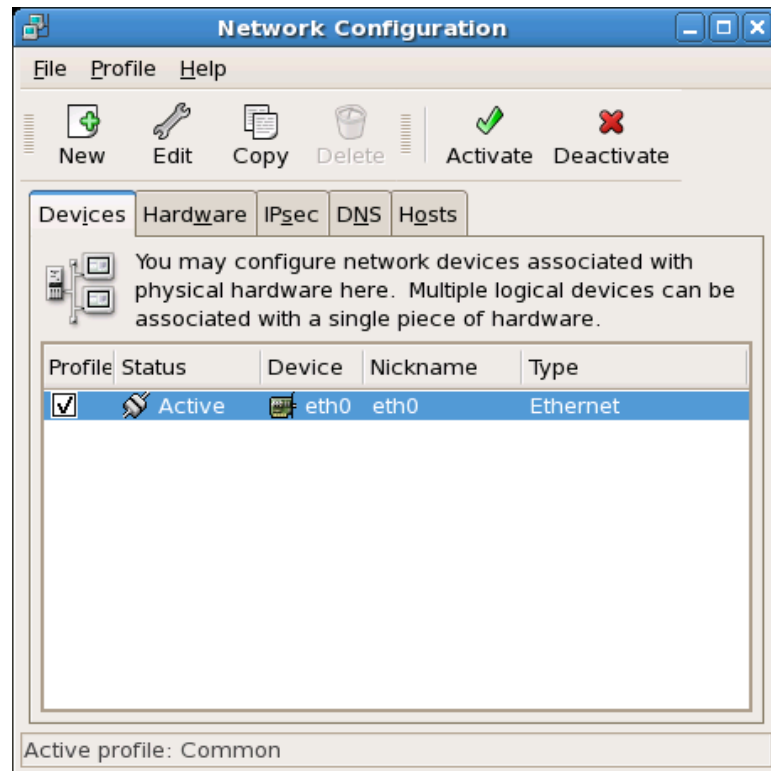 Network Configuration
File Profile Help
New Edit Copy Delete Activate Deactivate
Devices Hardware IPsec DNS Hosts
You may configure network devices associated with
physical hardware here. Multiple logical devices can be
associated with a single piece of hardware.
Profile Status Device Nickname Type
Active eth0 eth0 Ethernet
Active profile: Common